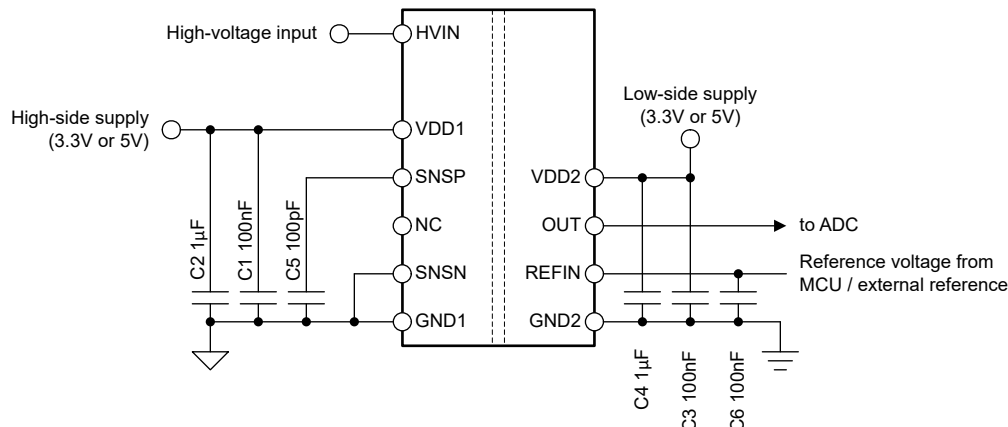 High-voltage input
HVIN
High-side supply
(3.3V or 5V)
VDD1
SNSP
NC
SNSN
GND1
C2 1µF
C1 100nF
C5 100pF
Low-side supply
(3.3V or 5V)
VDD2
OUT
to ADC
REFIN
Reference voltage from
MCU / external reference
GND2
C4 1µF
C3 100nF
C6 100nF